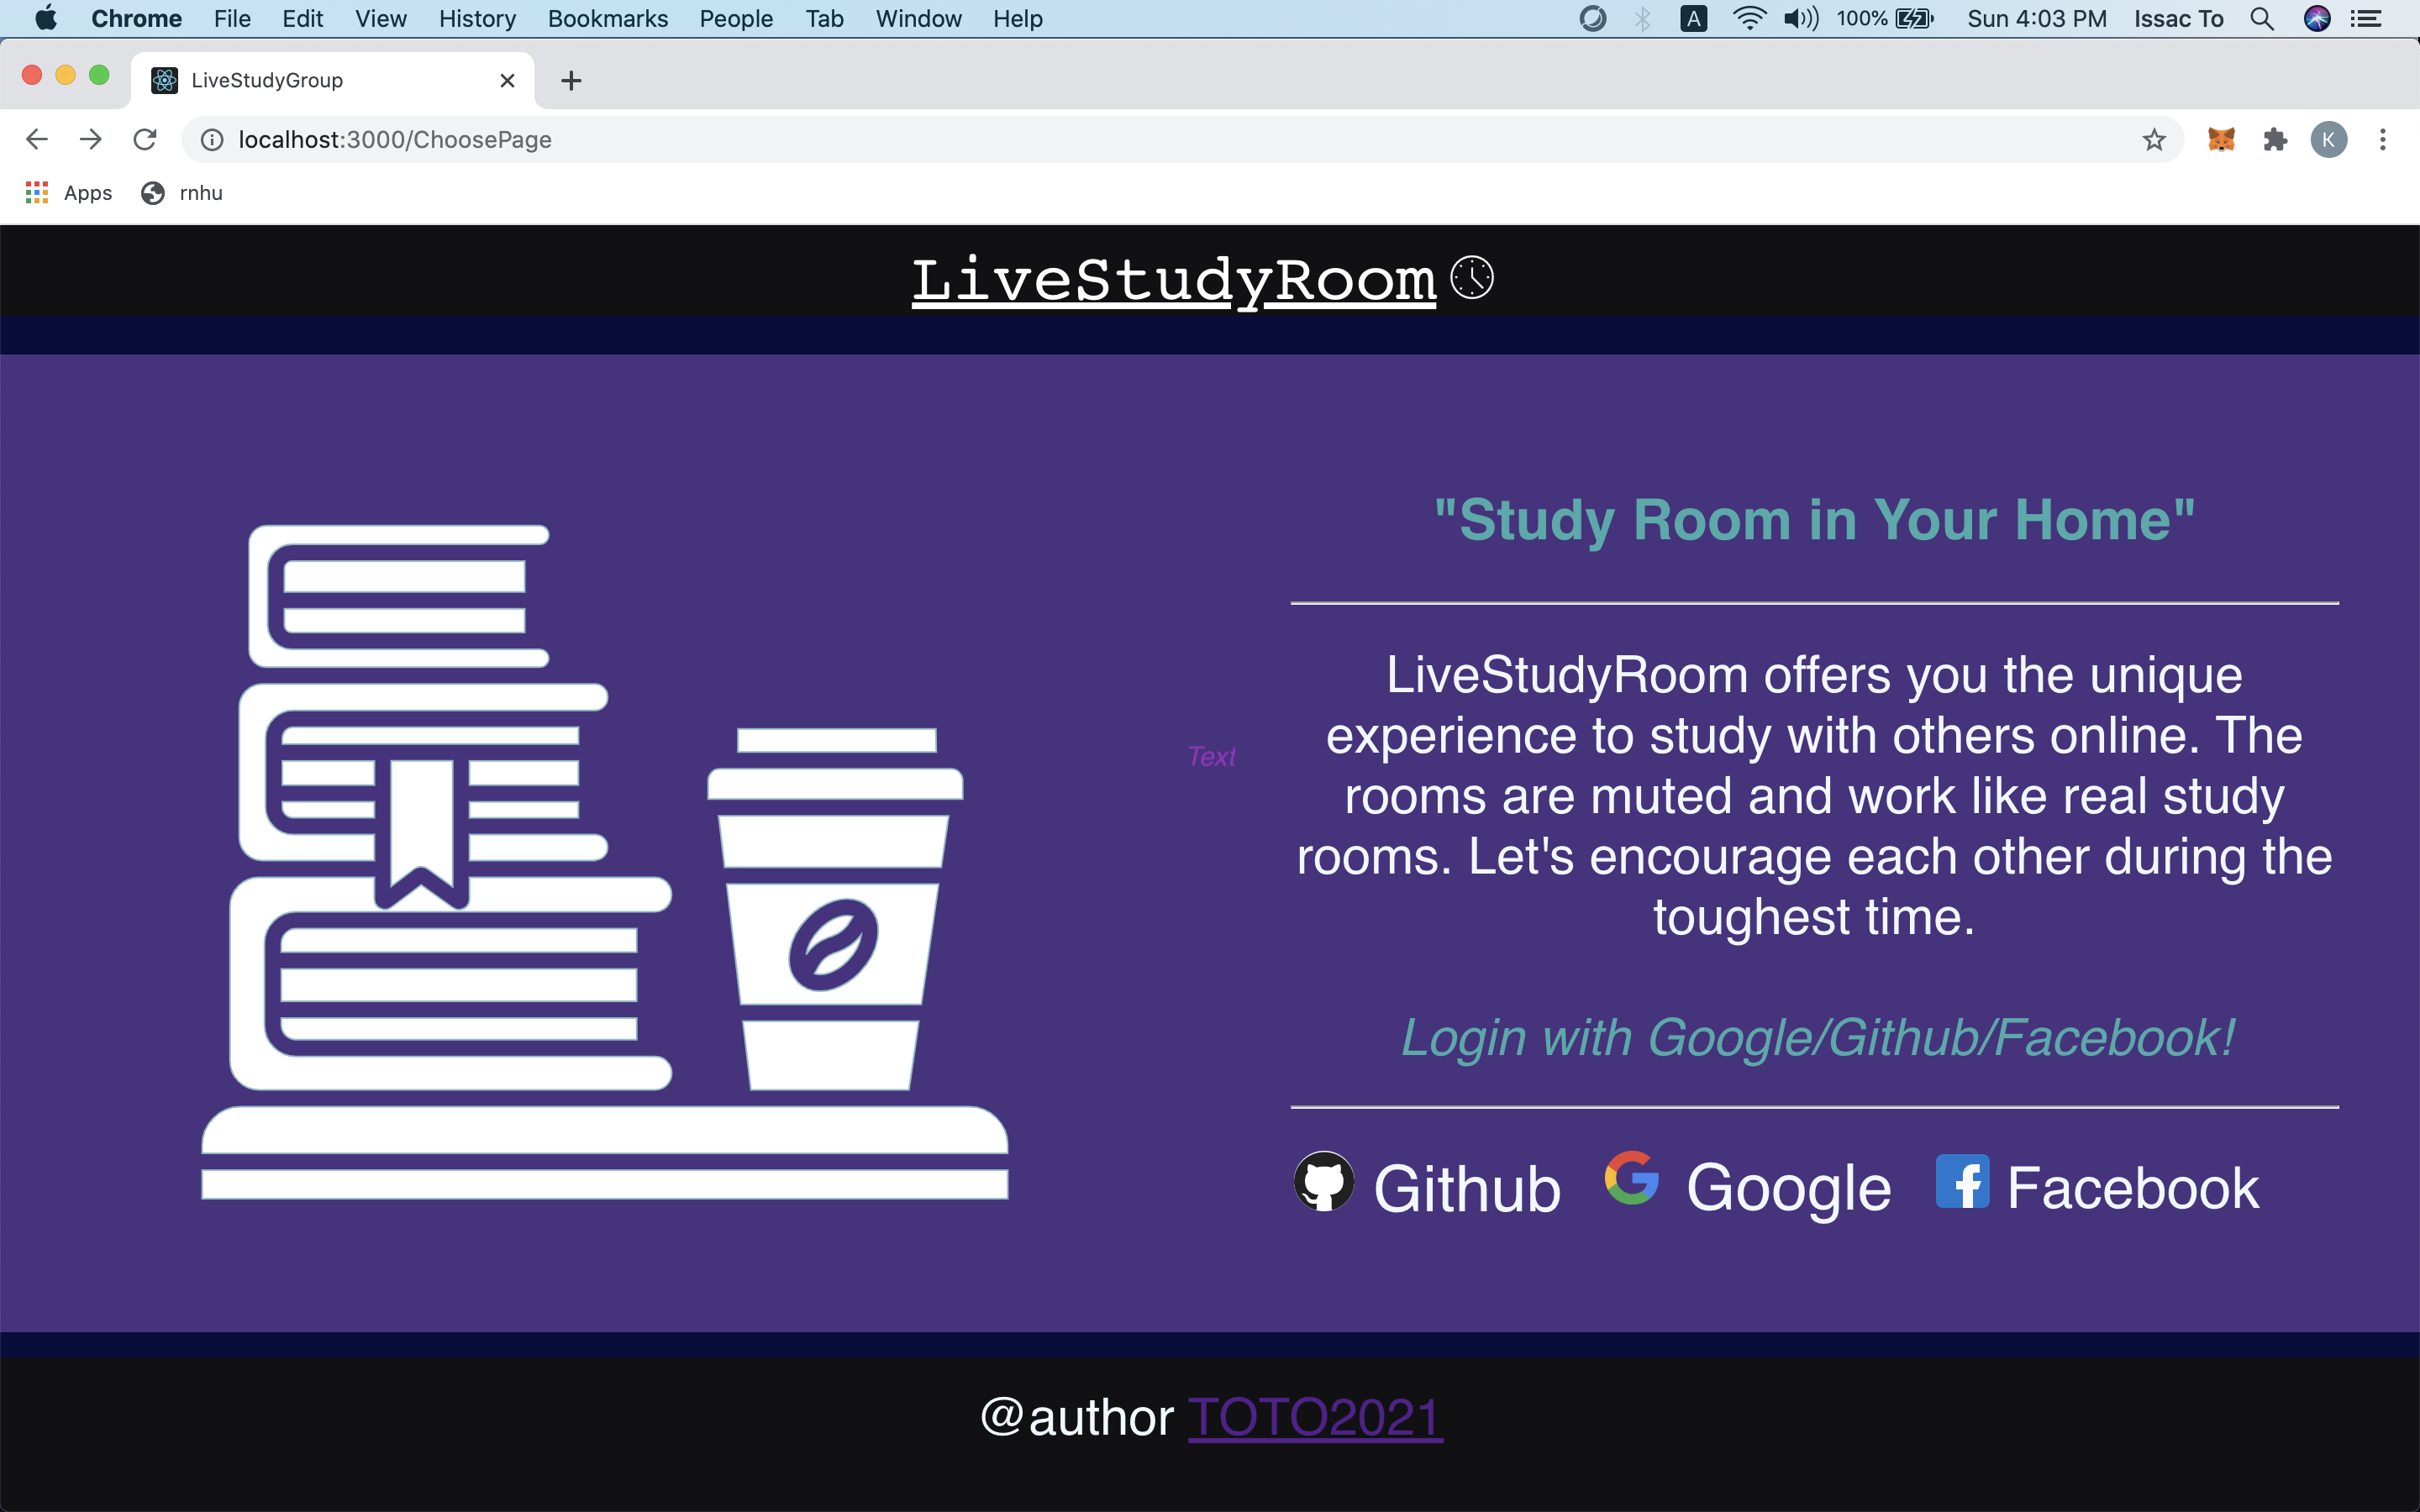 Chrome File Edit View History Bookmarks People Tab Window Help A 100% Sun 4:03 PM Issac To
LiveStudyGroup
localhost:3000/ChoosePage K
Apps rnhu
LiveStudyRoom
"Study Room in Your Home"
LiveStudyRoom offers you the unique
experience to study with others online. The
Text
rooms are muted and work like real study
rooms. Let's encourage each other during the
toughest time.
Login with Google/Github/Facebook!
Github Google Facebook
@author TOTO2021